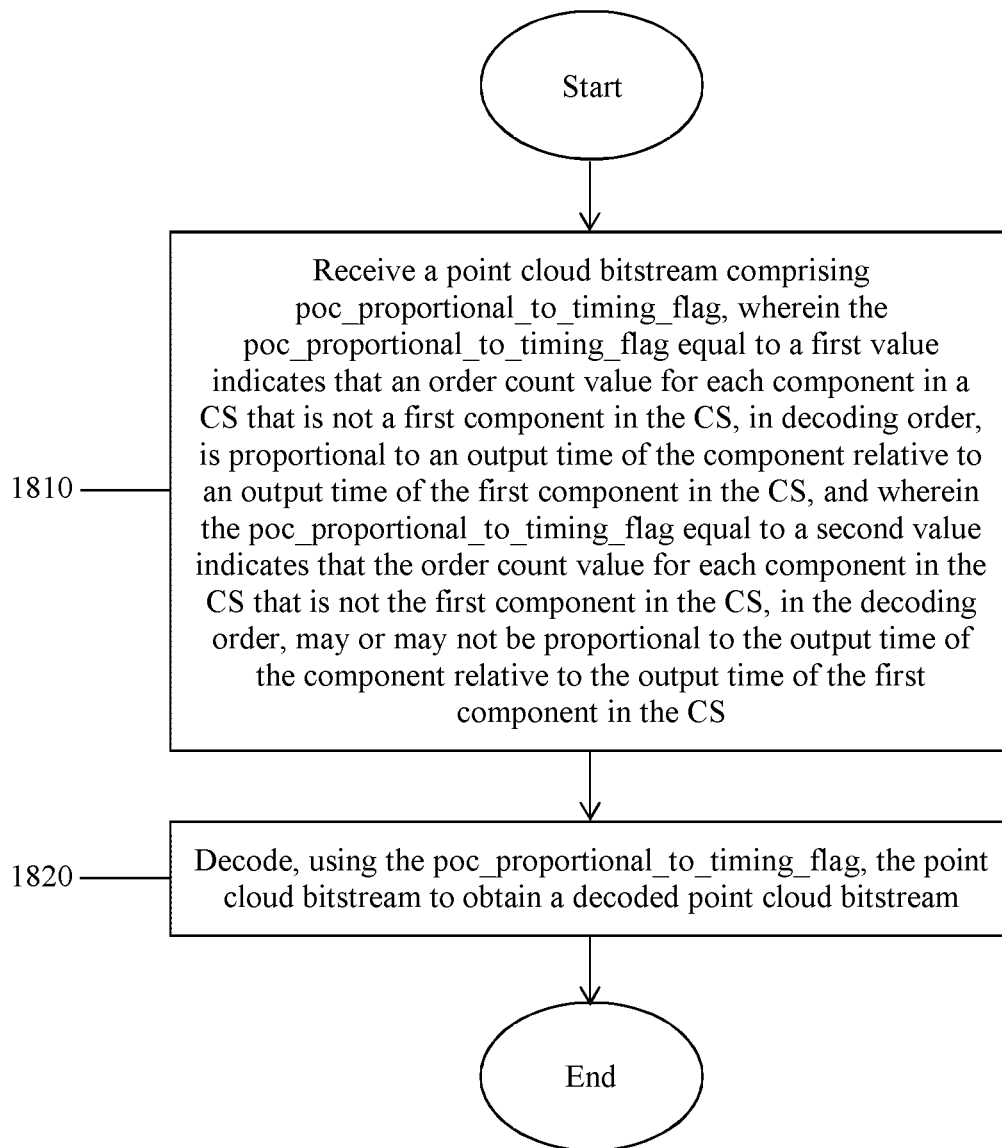 Start
Receive a point cloud bitstream comprising
poc_proportional_to_timing_flag, wherein the
poc_proportional_to_timing_flag equal to a first value
indicates that an order count value for each component in a
CS that is not a first component in the CS, in decoding order,
is proportional to an output time of the component relative to
an output time of the first component in the CS, and wherein
the poc_proportional_to_timing_flag equal to a second value
indicates that the order count value for each component in the
CS that is not the first component in the CS, in the decoding
order, may or may not be proportional to the output time of
the component relative to the output time of the first
component in the CS
1810
Decode, using the poc_proportional_to_timing_flag, the point
cloud bitstream to obtain a decoded point cloud bitstream
1820
End